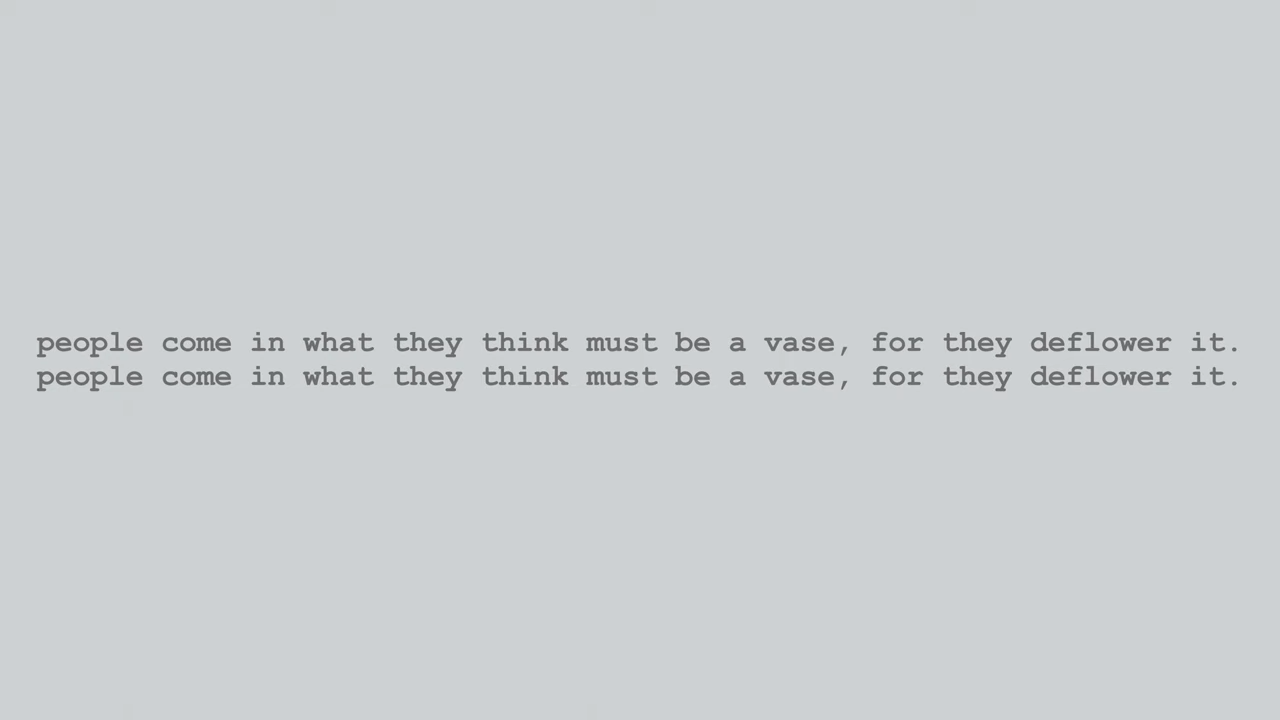 people come in what they think must be a vase, for they deflower it.
people come in what they think must be a vase, for they deflower it.